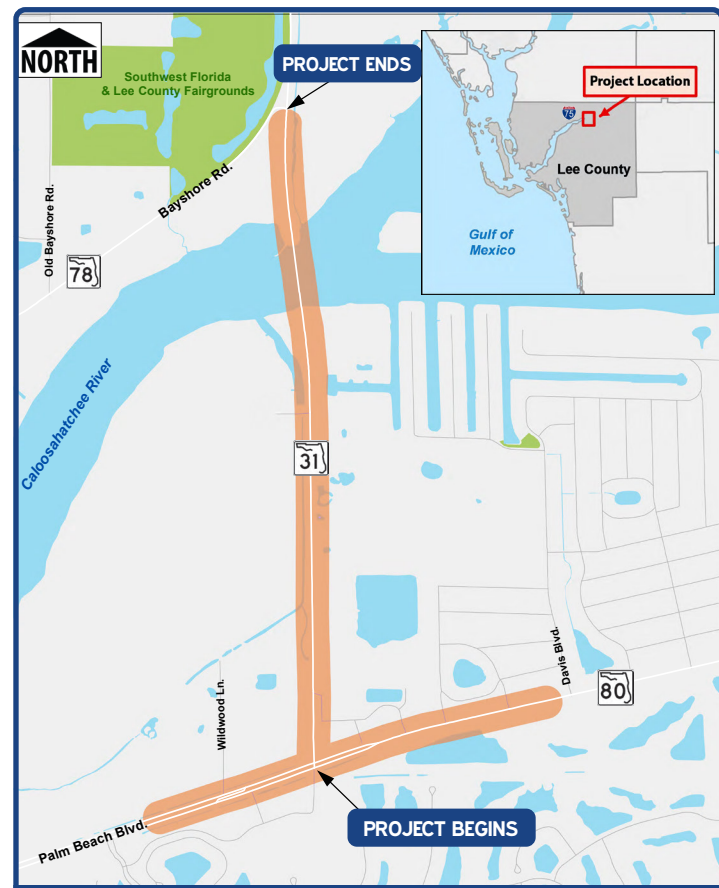 NORTH
Southwest Florida
& Lee County Fairgrounds
PROJECT ENDS
Project Location
75
Lee County
Gulf of
Mexico
Old Bayshore Rd.
Bayshore Rd.
78
Caloosahatchee River
31
Davis Blvd.
80
Wildwood Ln.
Palm Beach Blvd.
PROJECT BEGINS